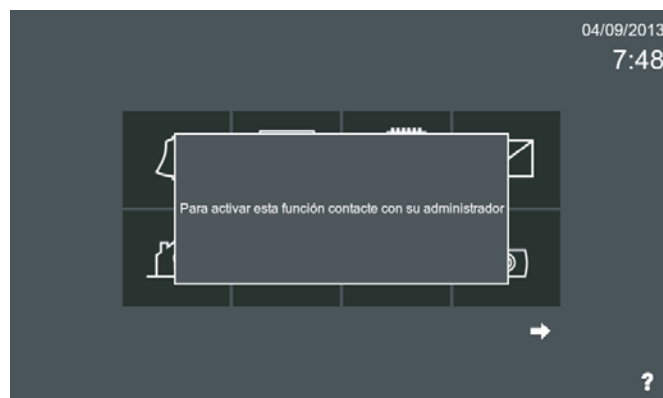 04/09/2013
7:48
Para activar esta función contacte con su administrador
?